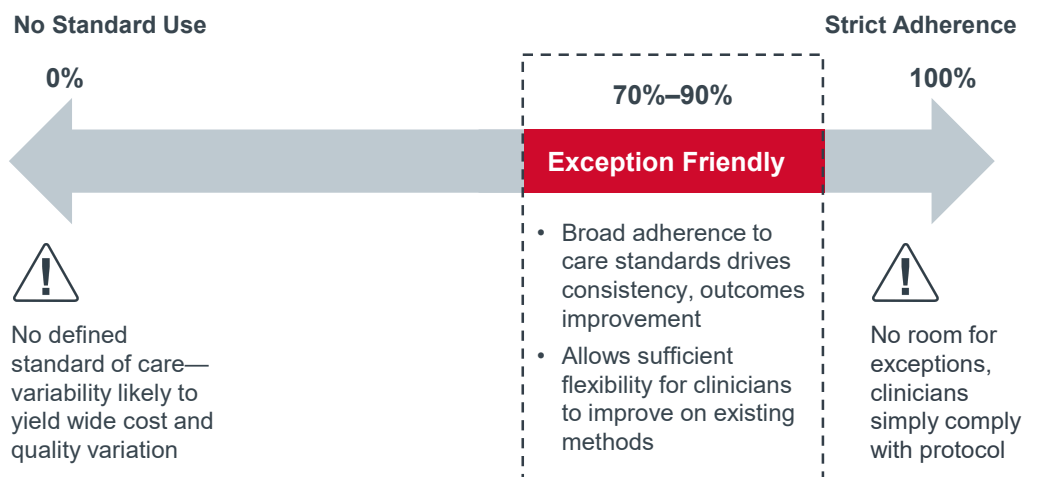 No Standard Use
Strict Adherence
0%
70%–90%
100%
Exception Friendly
!
No defined
standard of care—
variability likely to
yield wide cost and
quality variation
• Broad adherence to
care standards drives
consistency, outcomes
improvement
• Allows sufficient
flexibility for clinicians
to improve on existing
methods
!
No room for
exceptions,
clinicians
simply comply
with protocol